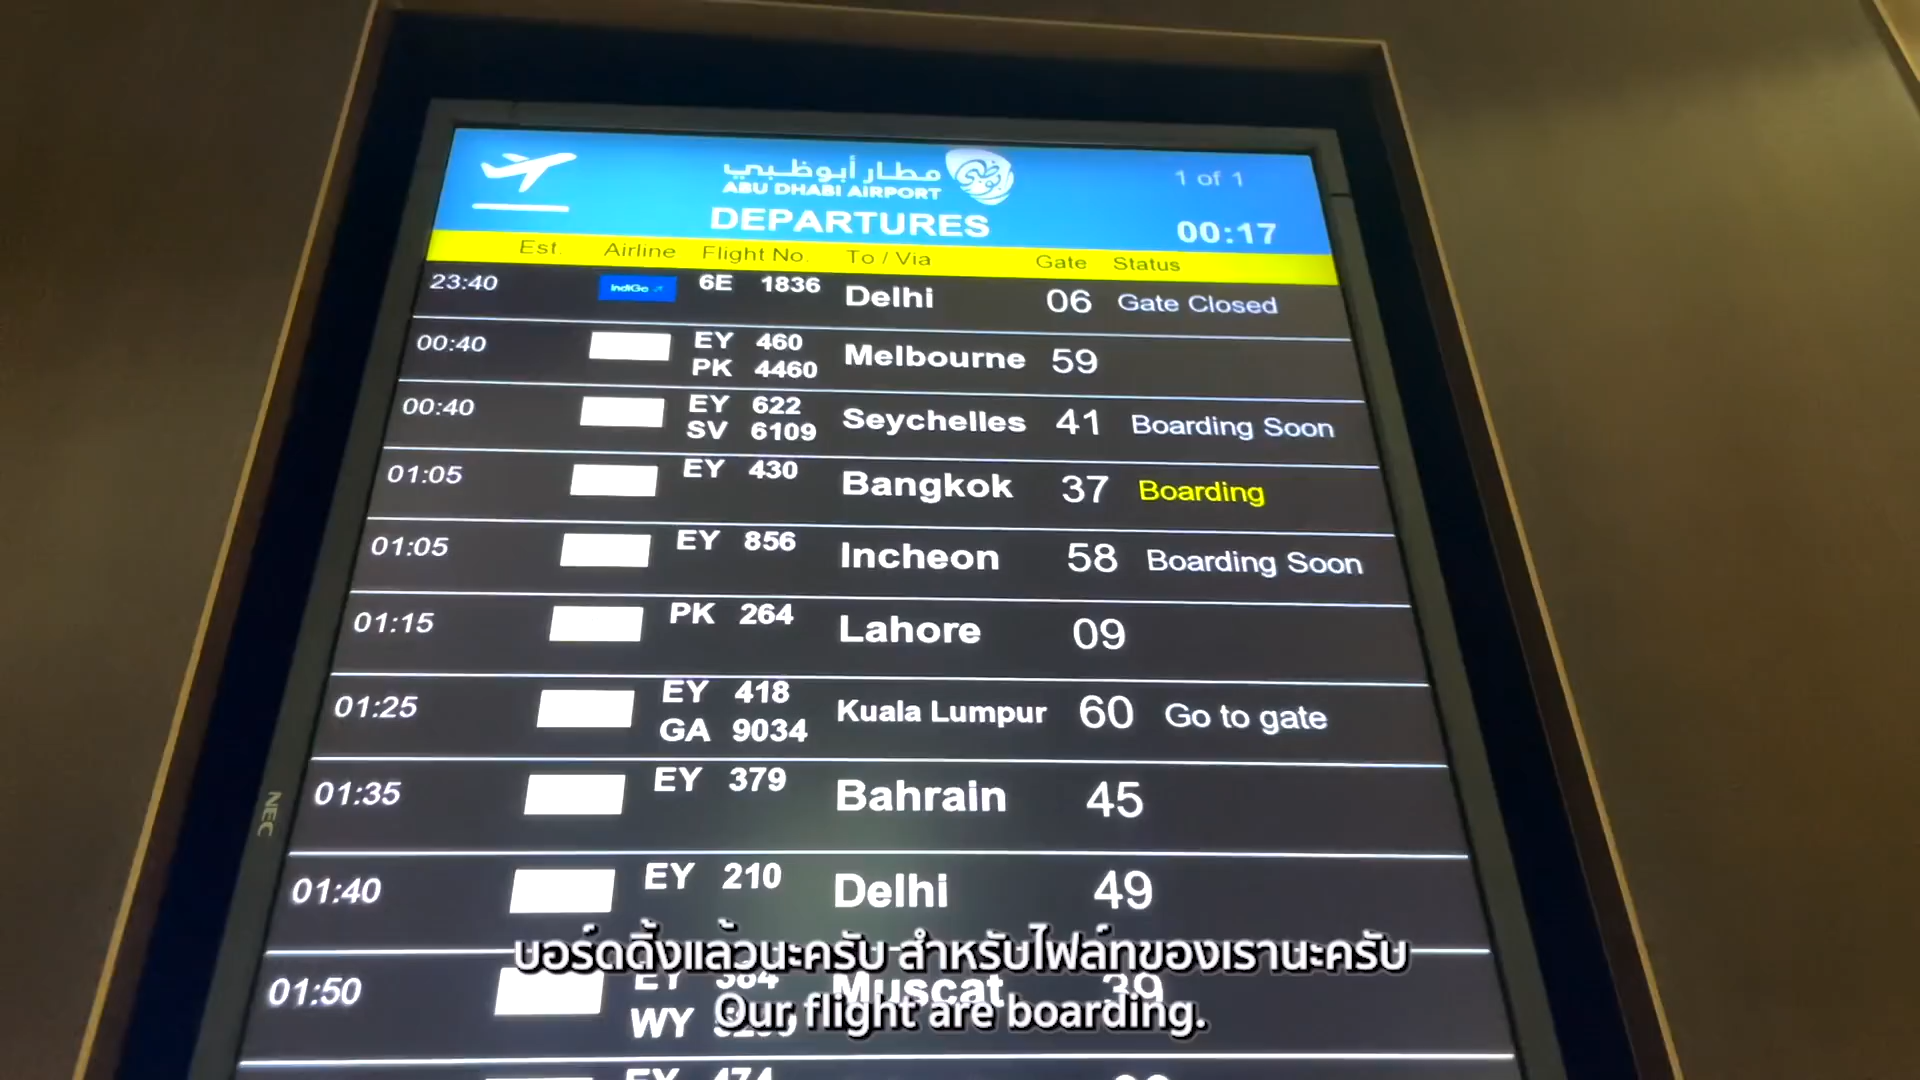 مطار أبوظبي
ABU DHABI AIRPORT
1 of 1
DEPARTURES
00:17
Est. Airline Flight No. To / Via Gate Status
23:40 IndiGo 6E 1836 Delhi 06 Gate Closed
00:40 EY 460 Melbourne 59
PK 4460
00:40 EY 622 Seychelles 41 Boarding Soon
SV 6109
01:05 EY 430 Bangkok 37 Boarding
01:05 EY 856 Incheon 58 Boarding Soon
01:15 PK 264 Lahore 09
01:25 EY 418 Kuala Lumpur 60 Go to gate
GA 9034
01:35 EY 379 Bahrain 45
NEC
01:40 EY 210 Delhi 49
บอร์ดดิ้งแล้วนะครับ สำหรับไฟล์ทของเรานะครับ
01:50 EY 384 Muscat 39
WY
Our flight are boarding.
EY 474